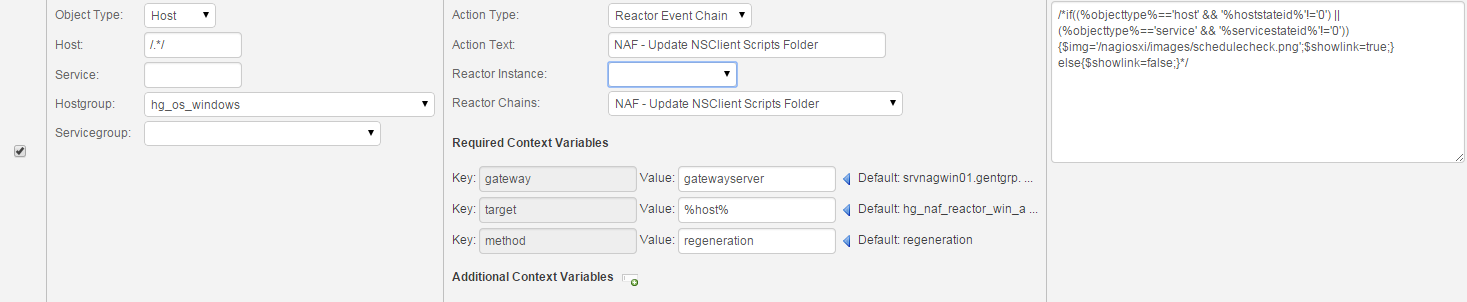 Object Type: Host
Host: /.*/
Service:
Hostgroup: hg_os_windows
Servicegroup:
Action Type: Reactor Event Chain
Action Text: NAF - Update NSClient Scripts Folder
Reactor Instance:
Reactor Chains: NAF - Update NSClient Scripts Folder
Required Context Variables
Key: gateway Value: gatewayserver Default: srvnagwin01.gentgrp. ...
Key: target Value: %host% Default: hg_naf_reactor_win_a ...
Key: method Value: regeneration Default: regeneration
Additional Context Variables
/*if((%objecttype%=='host' && '%hoststateid%'!='0') ||
(%objecttype%=='service' && '%servicestateid%'!='0'))
{$img='/nagiosxi/images/schedulecheck.png';$showlink=true;}
else{$showlink=false;}*/